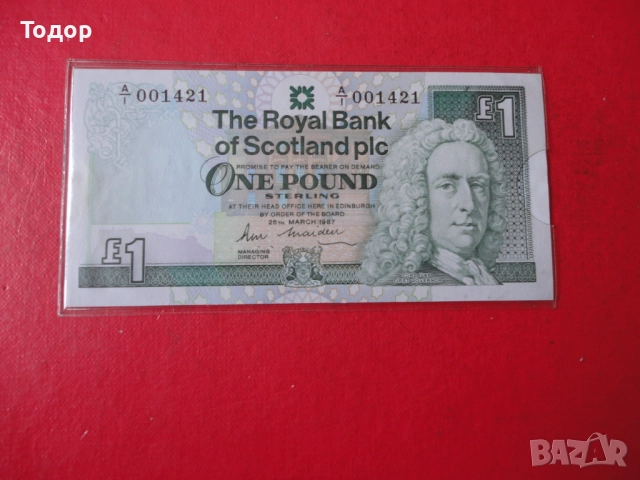 Todor
A/1 001421
A/1 001421
£1
The Royal Bank
of Scotland plc
PROMISE TO PAY THE BEARER ON DEMAND
ONE POUND
STERLING
AT THEIR HEAD OFFICE HERE IN EDINBURGH
BY ORDER OF THE BOARD
25TH MARCH 1987
£1
MANAGING
DIRECTOR
BAZAR